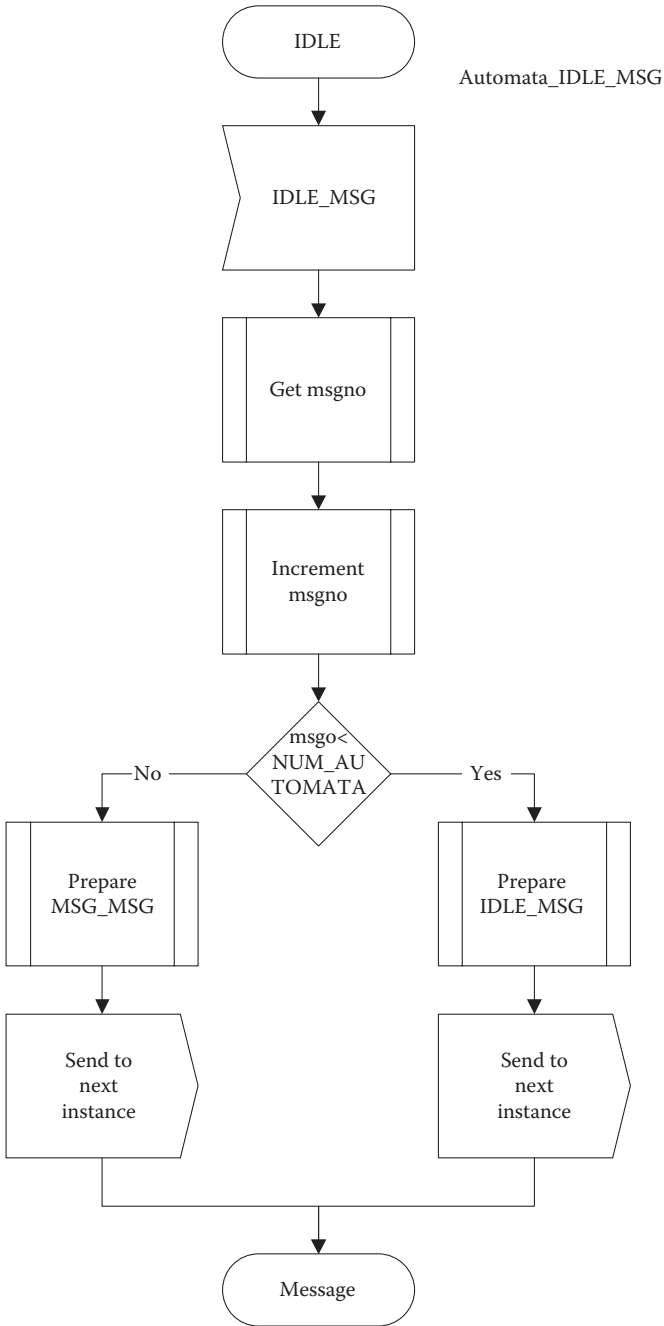 IDLE
Automata_IDLE_MSG
IDLE_MSG
Get msgno
Increment
msgno
msgo<
NUM_AU
TOMATA
No
Yes
Prepare
MSG_MSG
Prepare
IDLE_MSG
Send to
next
instance
Send to
next
instance
Message